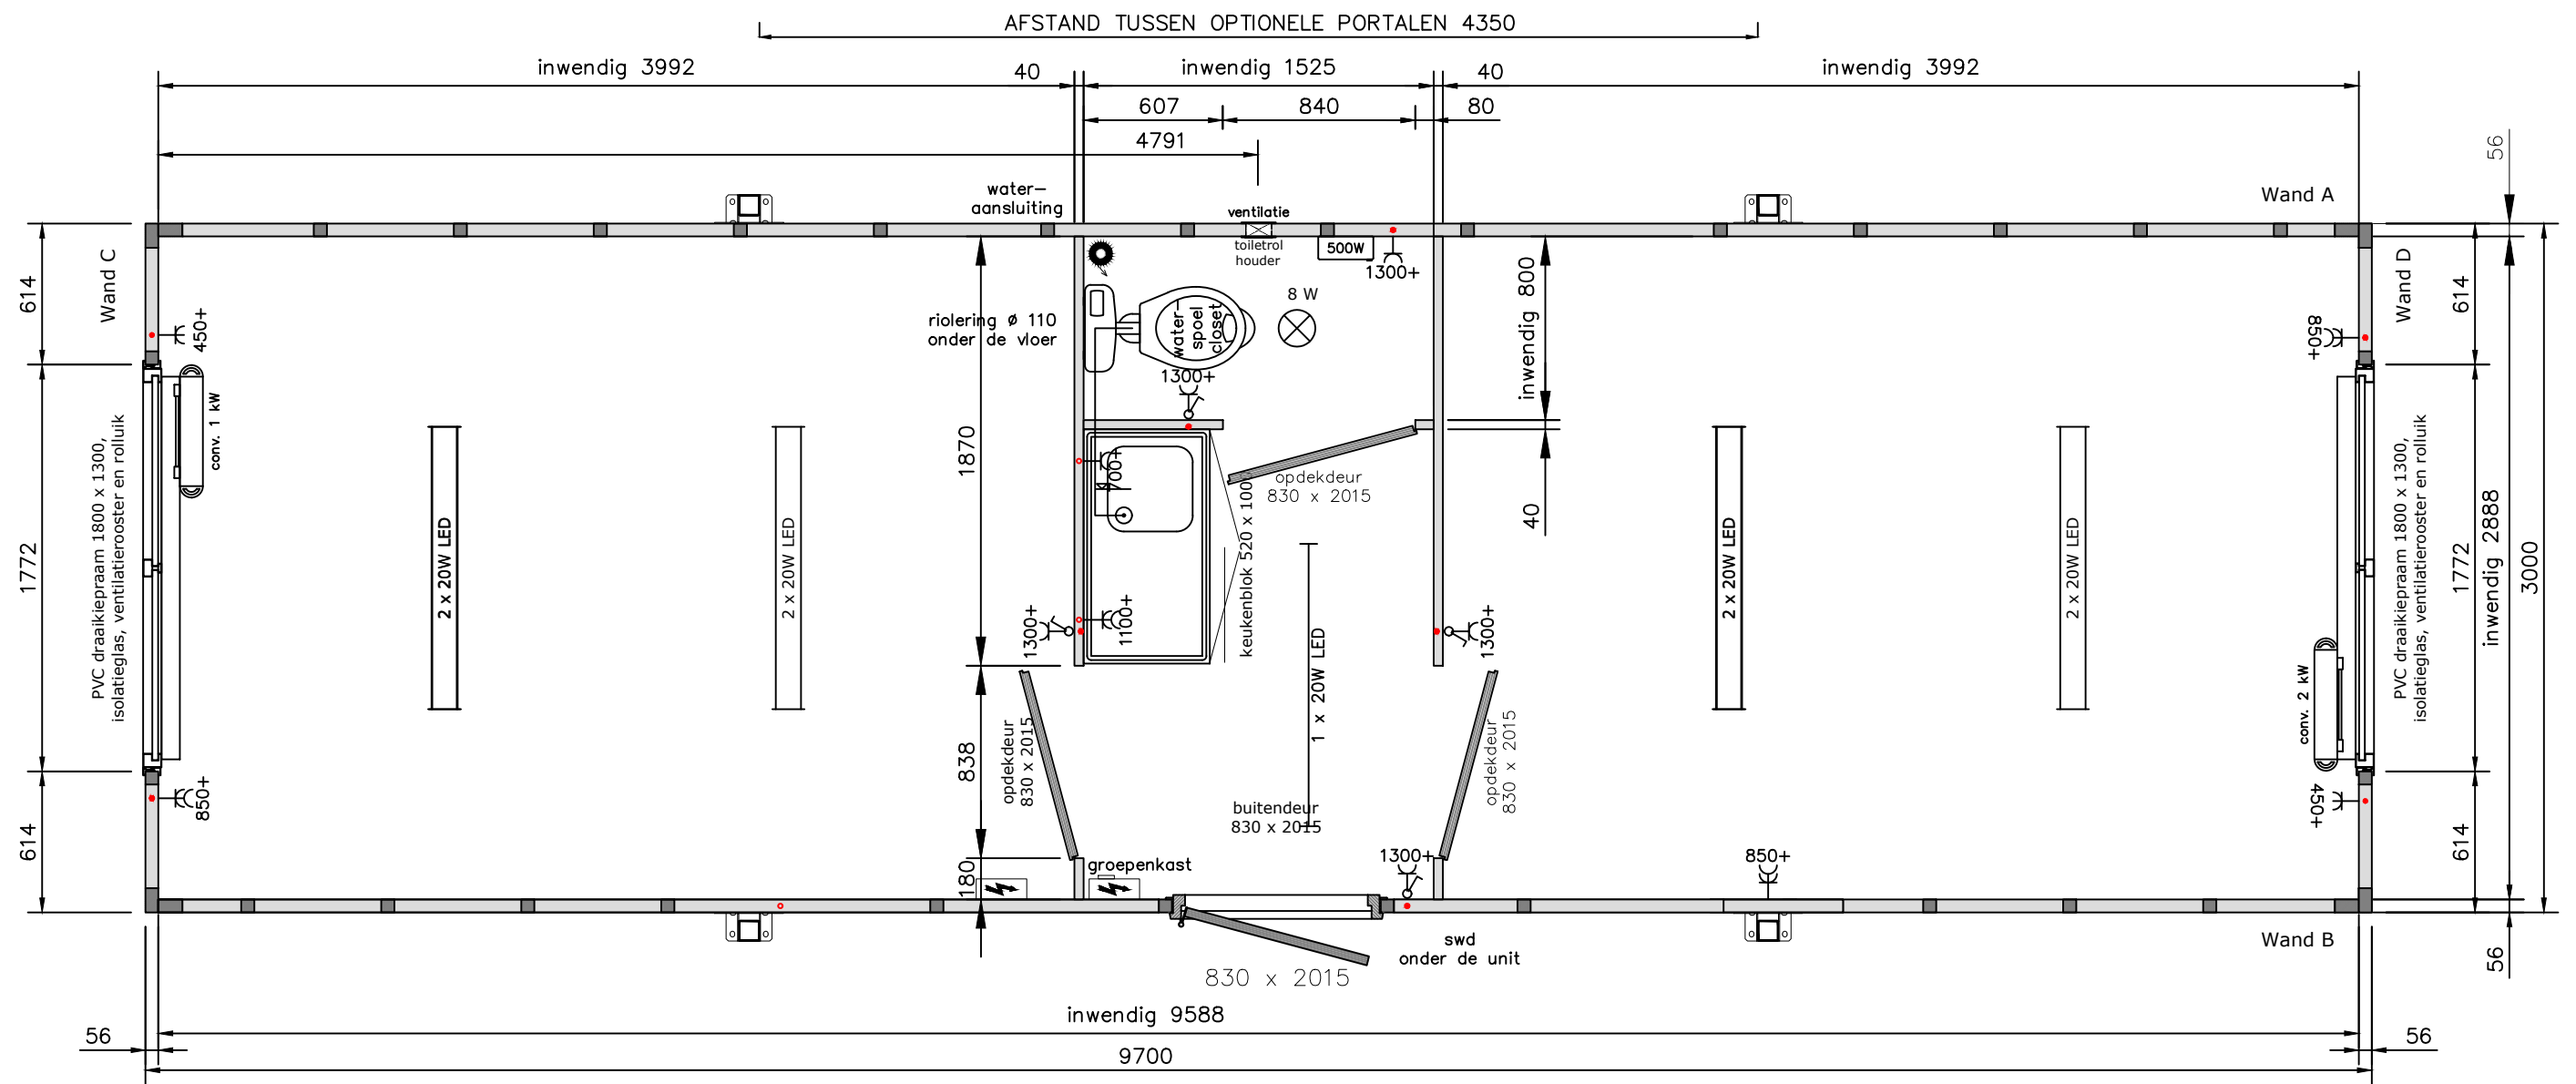 AFSTAND TUSSEN OPTIONELE PORTALEN 4350
inwendig 3992
40
inwendig 1525
40
inwendig 3992
607
840
80
4791
56
water-
aansluiting
ventilatie
Wand A
toiletrol
houder
500W
1300+
Wand C
614
450+
riolering ø 110
onder de vloer
water-
spoel
closet
8 W
inwendig 800
850+
Wand D
614
1300+
conv. 1 kW
PVC draaikiepraam 1800 x 1300,
isolatieglas, ventilatierooster en rolluik
1772
2 x 20W LED
2 x 20W LED
1870
700+
opdekdeur
830 x 2015
keukenblok 520 x 100
40
2 x 20W LED
2 x 20W LED
PVC draaikiepraam 1800 x 1300,
isolatieglas, ventilatierooster en rolluik
1772
inwendig 2888
3000
1300+
1100+
1300+
1 x 20W LED
conv. 2 kW
opdekdeur
830 x 2015
838
opdekdeur
830 x 2015
850+
buitendeur
830 x 2015
450+
614
614
180
groepenkast
1300+
850+
swd
onder de unit
Wand B
56
830 x 2015
inwendig 9588
56
56
9700